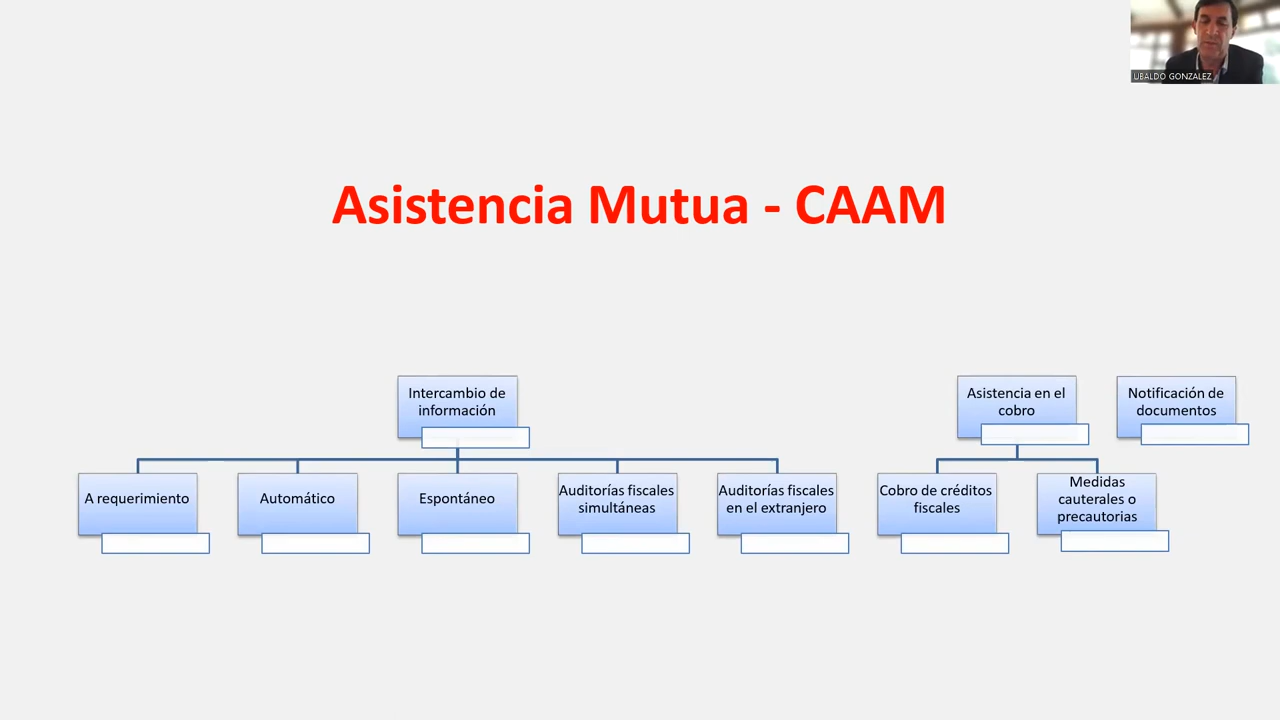 UBALDO GONZALEZ
Asistencia Mutua - CAAM
Intercambio de
información
Asistencia en el
cobro
Notificación de
documentos
A requerimiento
Automático
Espontáneo
Auditorías fiscales
simultáneas
Auditorías fiscales
en el extranjero
Cobro de créditos
fiscales
Medidas
cauterales o
precautorias